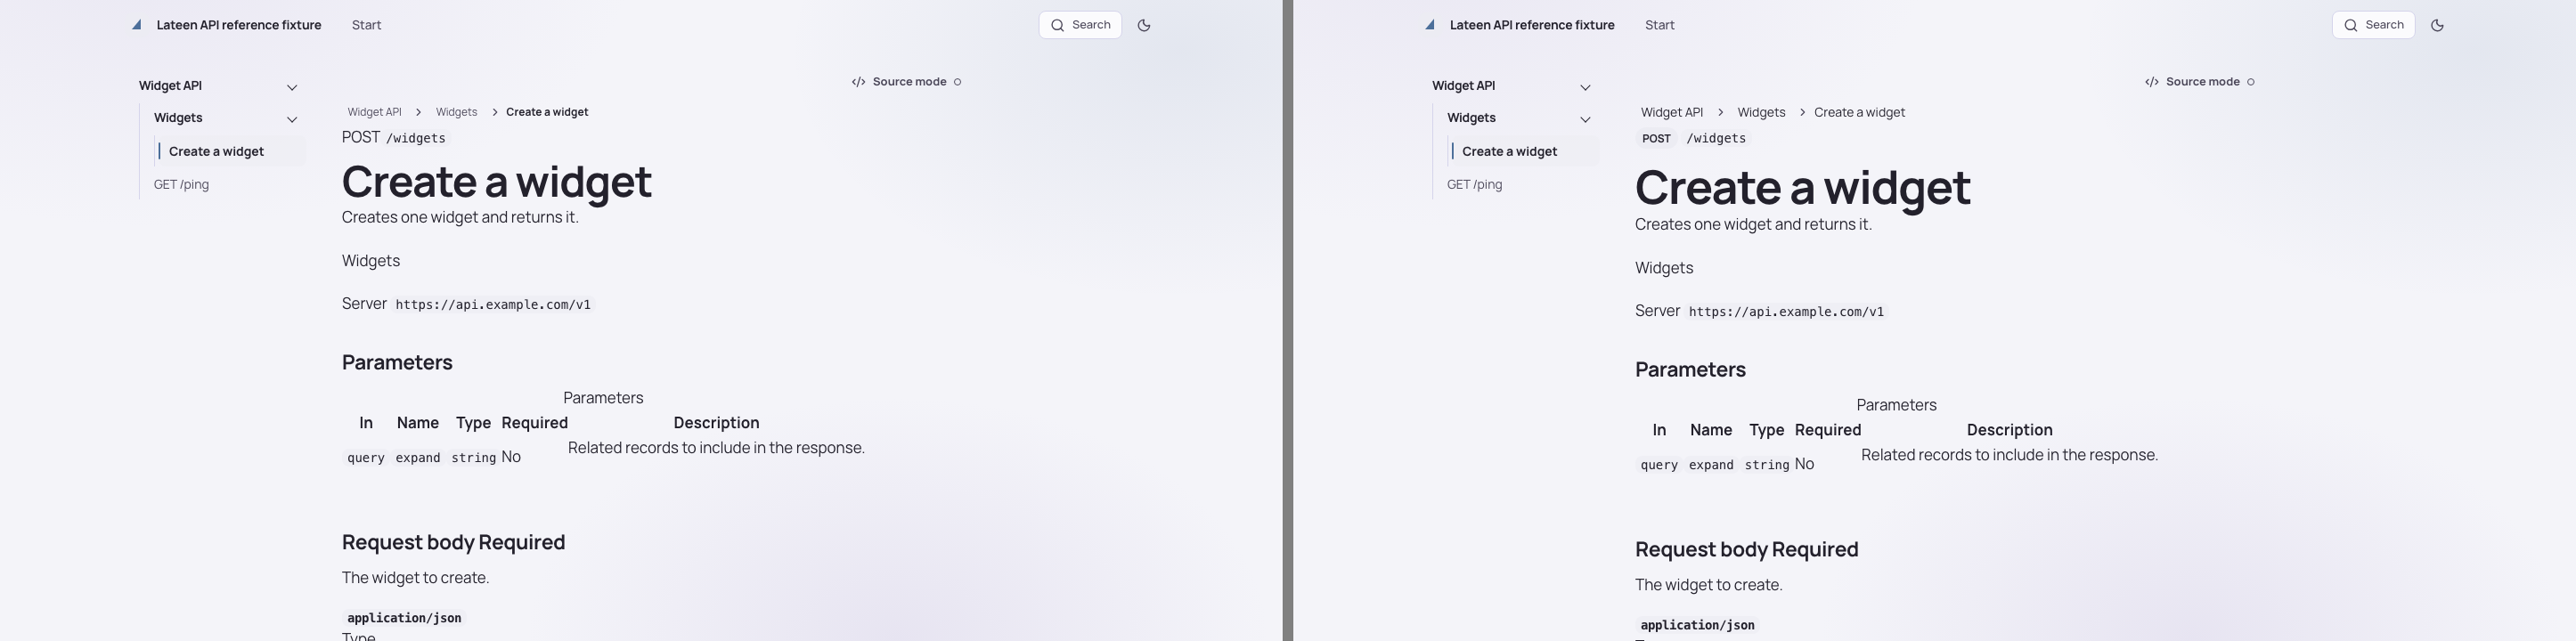 Lateen API reference fixture Start Search
Source mode
Widget API
Widgets
Create a widget
GET /ping
Widget API > Widgets > Create a widget
POST /widgets
Create a widget
Creates one widget and returns it.
Widgets
Server https://api.example.com/v1
Parameters
Parameters
In Name Type Required Description
query expand string No Related records to include in the response.
Request body Required
The widget to create.
application/json
Type
Lateen API reference fixture Start Search
Source mode
Widget API
Widgets
Create a widget
GET /ping
Widget API > Widgets > Create a widget
POST /widgets
Create a widget
Creates one widget and returns it.
Widgets
Server https://api.example.com/v1
Parameters
Parameters
In Name Type Required Description
query expand string No Related records to include in the response.
Request body Required
The widget to create.
application/json